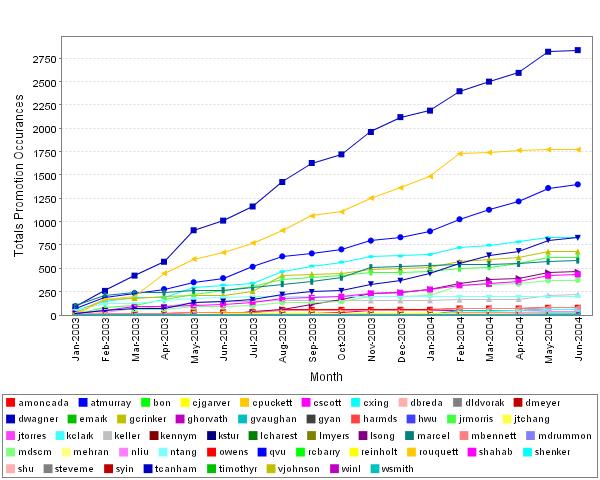 2750
2500
2250
2000
1750
1500
1250
1000
750
500
250
0
Totals Promotion Occurances
Jan-2003 Feb-2003 Mar-2003 Apr-2003 May-2003 Jun-2003 Jul-2003 Aug-2003 Sep-2003 Oct-2003 Nov-2003 Dec-2003 Jan-2004 Feb-2004 Mar-2004 Apr-2004 May-2004 Jun-2004
Month
amoncada atmuray bon cjgarver cpuckett cscott cxing dbreda dldvorak dmeyer
dwagner emak gcrinker ghorvath gvaughan gyan harmds hwu jrmorris jtchang
jtorres kclak keller kennym kstur lcharest lmyers lsong marcel mbennett mdrummon
mdscm mehran nliu ntang owens qvu rcbarry reinholt rouquett shahab shenker
shu steveme syin tcanham timothyr vjohnson winl wsmith